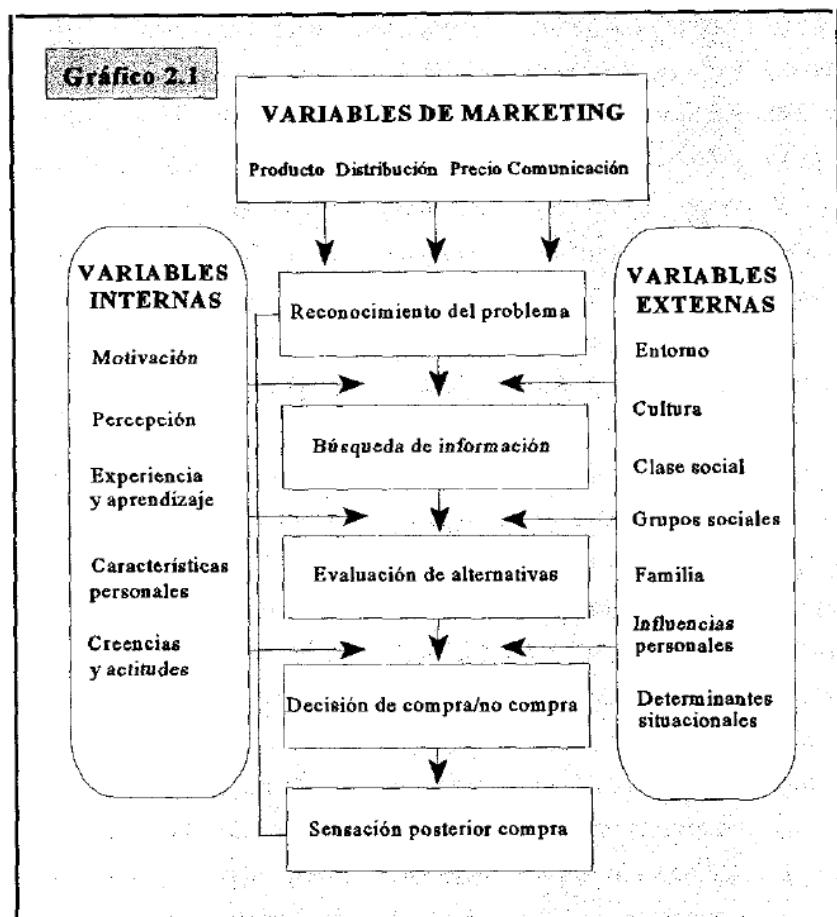 Gráfico 2.1
VARIABLES DE MARKETING
Producto Distribución Precio Comunicación
VARIABLES
INTERNAS
Motivación
Percepción
Experiencia
y aprendizaje
Características
personales
Creencias
y actitudes
Reconocimiento del problema
Búsqueda de información
Evaluación de alternativas
Decisión de compra/no compra
Sensación posterior compra
VARIABLES
EXTERNAS
Entorno
Cultura
Clase social
Grupos sociales
Familia
Influencias
personales
Determinantes
situacionales